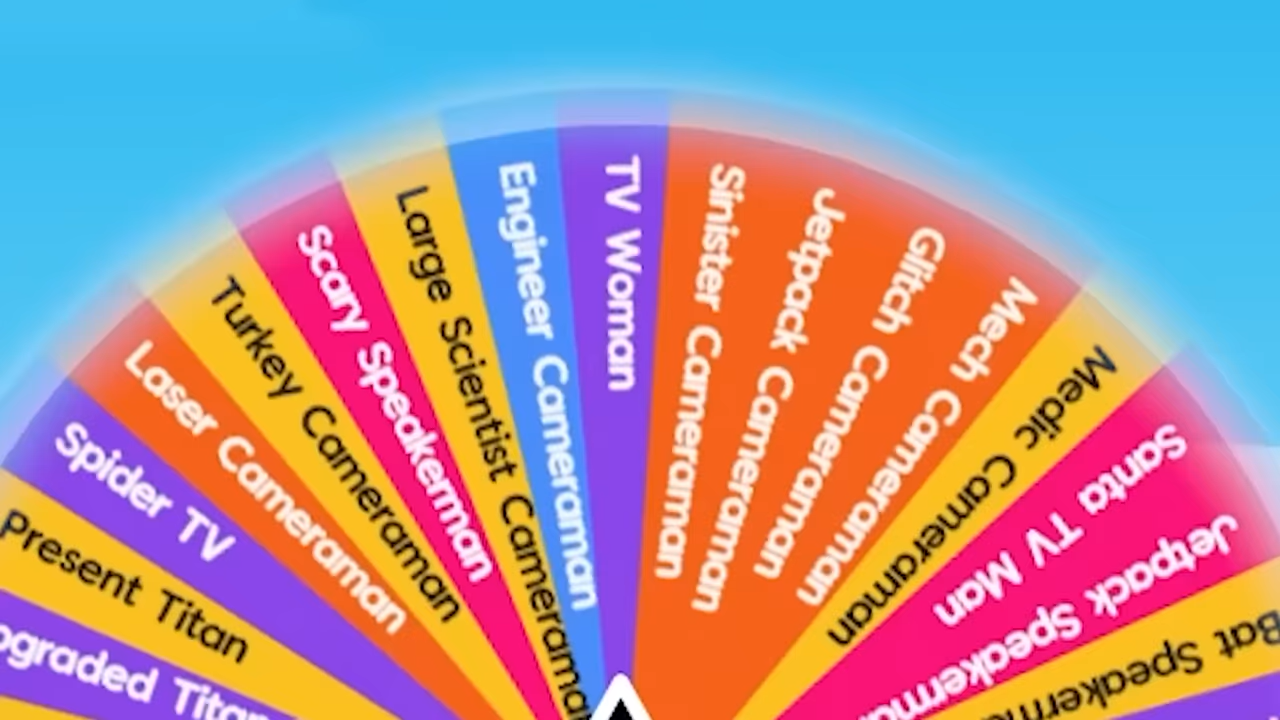 Upgraded Titan
Present Titan
Spider TV
Laser Cameraman
Turkey Cameraman
Scary Speakerman
Large Scientist Cameraman
Engineer Cameraman
TV Woman
Sinister Cameraman
Jetpack Cameraman
Glitch Cameraman
Mech Cameraman
Medic Cameraman
Santa TV Man
Jetpack Speakerman
Bat Speakerman